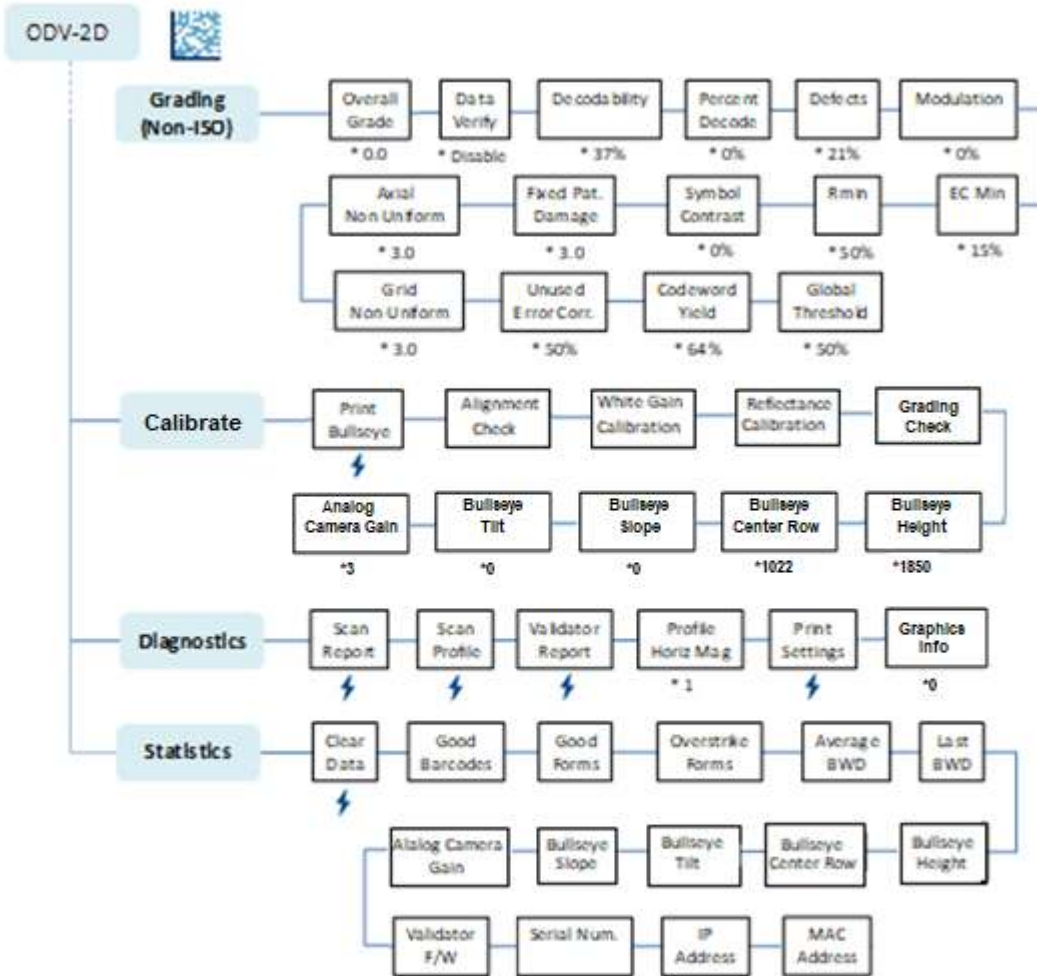 ODV-2D
Grading
(Non-ISO)
Overall
Grade
* 0.0
Data
Verify
* Disable
Decodability
* 37%
Percent
Decode
* 0%
Defects
* 21%
Modulation
* 0%
Axial
Non Uniform
* 3.0
Fixed Pat.
Damage
* 3.0
Symbol
Contrast
* 0%
Rmin
* 50%
EC Min
* 15%
Grid
Non Uniform
* 3.0
Unused
Error Corr.
* 50%
Codeword
Yield
* 64%
Global
Threshold
* 50%
Calibrate
Print
Bullseye
Alignment
Check
White Gain
Calibration
Reflectance
Calibration
Grading
Check
Analog
Camera Gain
*3
Bullseye
Tilt
*0
Bullseye
Slope
*0
Bullseye
Center Row
*1022
Bullseye
Height
*1850
Diagnostics
Scan
Report
Scan
Profile
Validator
Report
Profile
Horiz Mag
* 1
Print
Settings
Graphics
Info
*0
Statistics
Clear
Data
Good
Barcodes
Good
Forms
Overstrike
Forms
Average
BWD
Last
BWD
Alalog Camera
Gain
Bullseye
Slope
Bullseye
Tilt
Bullseye
Center Row
Bullseye
Height
Validator
F/W
Serial Num.
IP
Address
MAC
Address